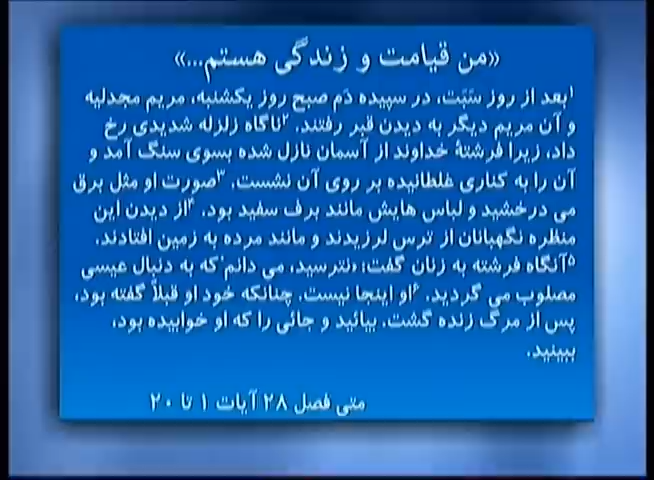 «من قیامت و زندگی هستم...»
۱بعد از روز سَبَت، در سپیده دَم صبح روز یکشنبه، مریم مجدلیه
و آن مریم دیگر به دیدن قبر رفتند. ۲ناگاه زلزله شدیدی رخ
داد، زیرا فرشتهٔ خداوند از آسمان نازل شده بسوی سنگ آمد و
آن را به کناری غلطانیده بر روی آن نشست. ۳صورت او مثل برق
می درخشید و لباس هایش مانند برف سفید بود. ۴از دیدن این
منظره نگهبانان از ترس لرزیدند و مانند مرده به زمین افتادند.
۵آنگاه فرشته به زنان گفت: «نترسید، می دانم که به دنبال عیسی
مصلوب می گردید. ۶او اینجا نیست. چنانکه خود او قبلاً گفته بود،
پس از مرگ زنده گشت. بیائید و جائی را که او خوابیده بود،
ببینید.
متی فصل ۲۸ آیات ۱ تا ۲۰